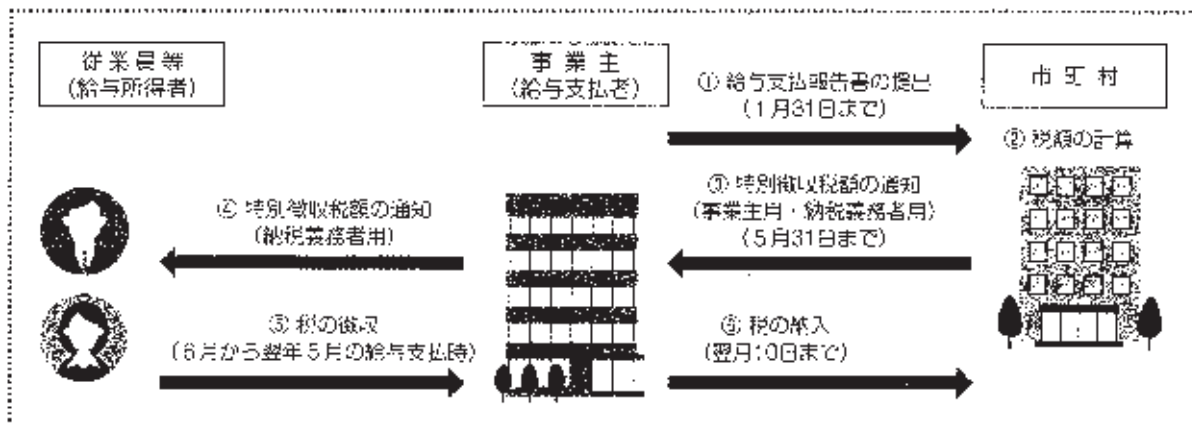 従業員等
(給与所得者)
事業主
(給与支払者)
市町村
① 給与支払報告書の提出
(1月31日まで)
② 税額の計算
③ 特別徴収税額の通知
(事業主用・納税義務者用)
(5月31日まで)
④ 特別徴収税額の通知
(納税義務者用)
⑤ 税の徴収
(6月から翌年5月の給与支払時)
⑥ 税の納入
(翌月10日まで)